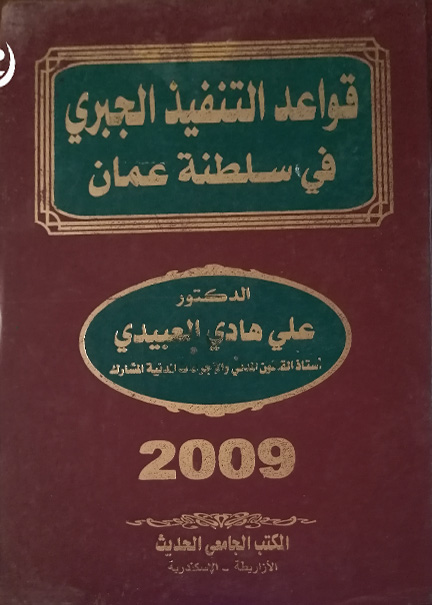 قواعد التنفيذ الجبري
في سلطنة عمان
الدكتور
علي هادي العبيدي
أستاذ القانون المدني والإجراءات المدنية المشارك
2009
المكتب الجامعي الحديث
الأزاريطة - الإسكندرية